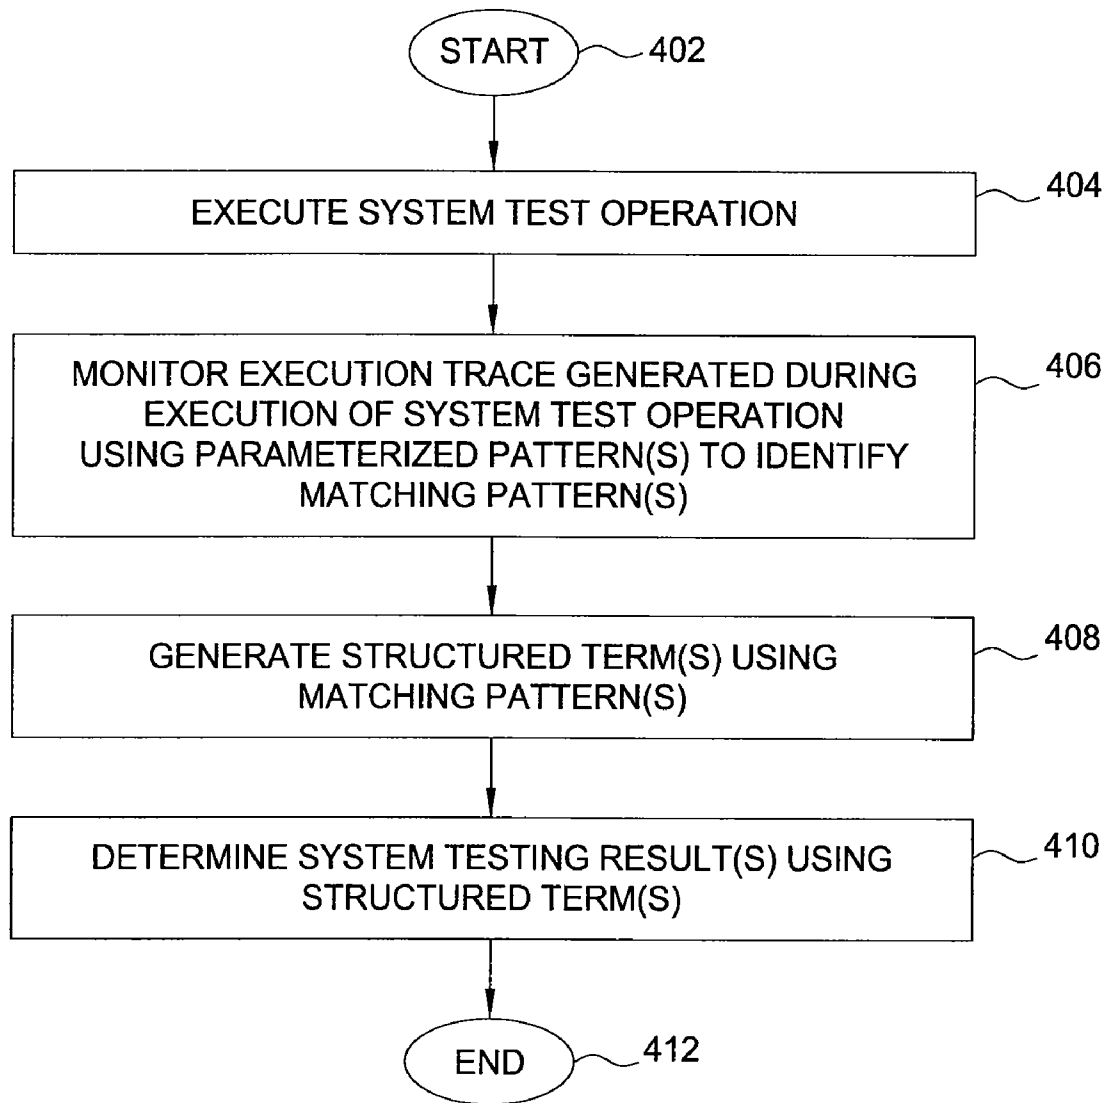 START
402
EXECUTE SYSTEM TEST OPERATION
404
MONITOR EXECUTION TRACE GENERATED DURING
EXECUTION OF SYSTEM TEST OPERATION
USING PARAMETERIZED PATTERN(S) TO IDENTIFY
MATCHING PATTERN(S)
406
GENERATE STRUCTURED TERM(S) USING
MATCHING PATTERN(S)
408
DETERMINE SYSTEM TESTING RESULT(S) USING
STRUCTURED TERM(S)
410
END
412